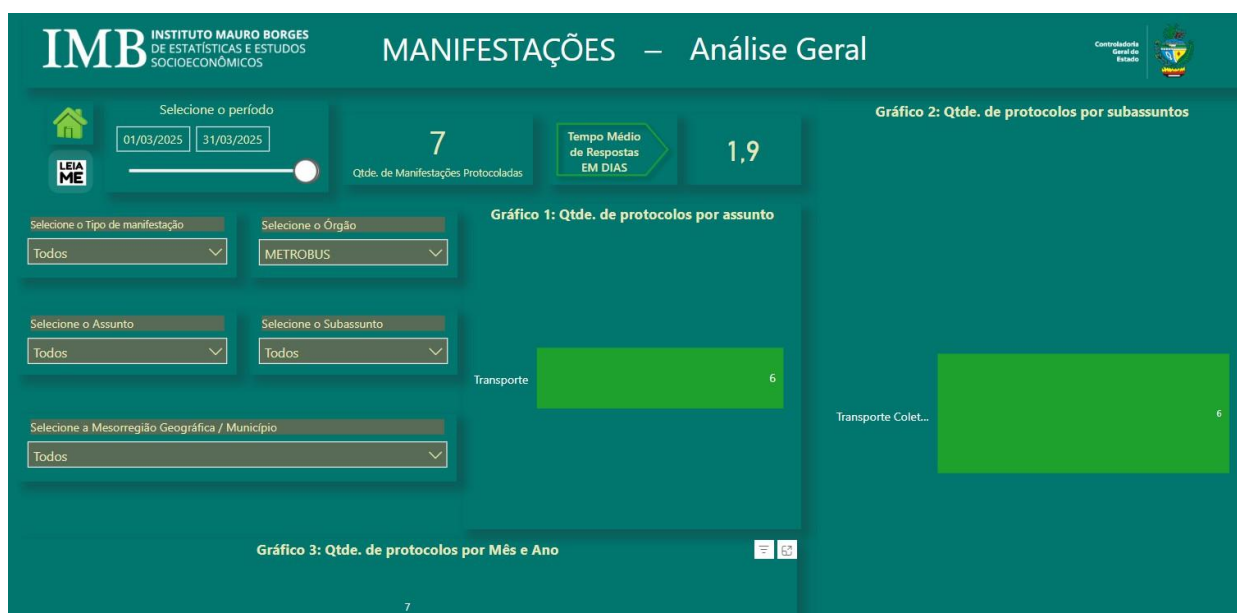 IMB
INSTITUTO MAURO BORGES
DE ESTATÍSTICAS E ESTUDOS
SOCIOECONÔMICOS
MANIFESTAÇÕES – Análise Geral
Controladoria
Geral do
Estado
Selecione o período
01/03/2025 31/03/2025
LEIA
ME
7
Qtde. de Manifestações Protocoladas
Tempo Médio
de Respostas
EM DIAS
1,9
Gráfico 2: Qtde. de protocolos por subassuntos
Transporte Colet...
6
Selecione o Tipo de manifestação
Todos
Selecione o Órgão
METROBUS
Selecione o Assunto
Todos
Selecione o Subassunto
Todos
Selecione a Mesorregião Geográfica / Município
Todos
Gráfico 1: Qtde. de protocolos por assunto
Transporte
6
Gráfico 3: Qtde. de protocolos por Mês e Ano
7